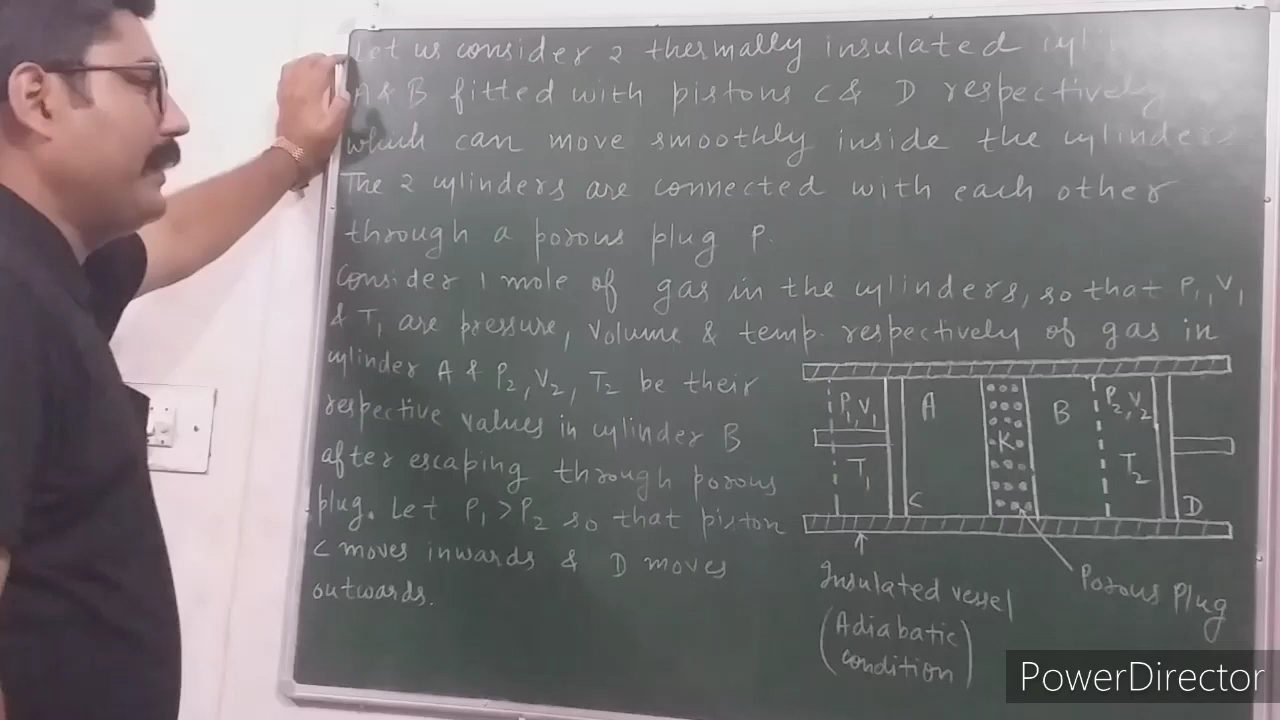 Let us consider 2 thermally insulated
A & B fitted with pistons C & D respectively
which can move smoothly inside the cylinders
The 2 cylinders are connected with each other
through a porous plug P.
Consider 1 mole of gas in the cylinders, so that P₁, V₁
& T₁ are pressure, Volume & temp. respectively of gas in
cylinder A & P₂, V₂, T₂ be their
respective values in cylinder B
after escaping through porous
plug. Let P₁ > P₂ so that piston
C moves inwards & D moves
outwards.
P₁ V₁
T₁
A
C
K
B
P₂, V₂
T₂
D
Insulated vessel
(Adiabatic
condition)
Porous Plug
PowerDirector